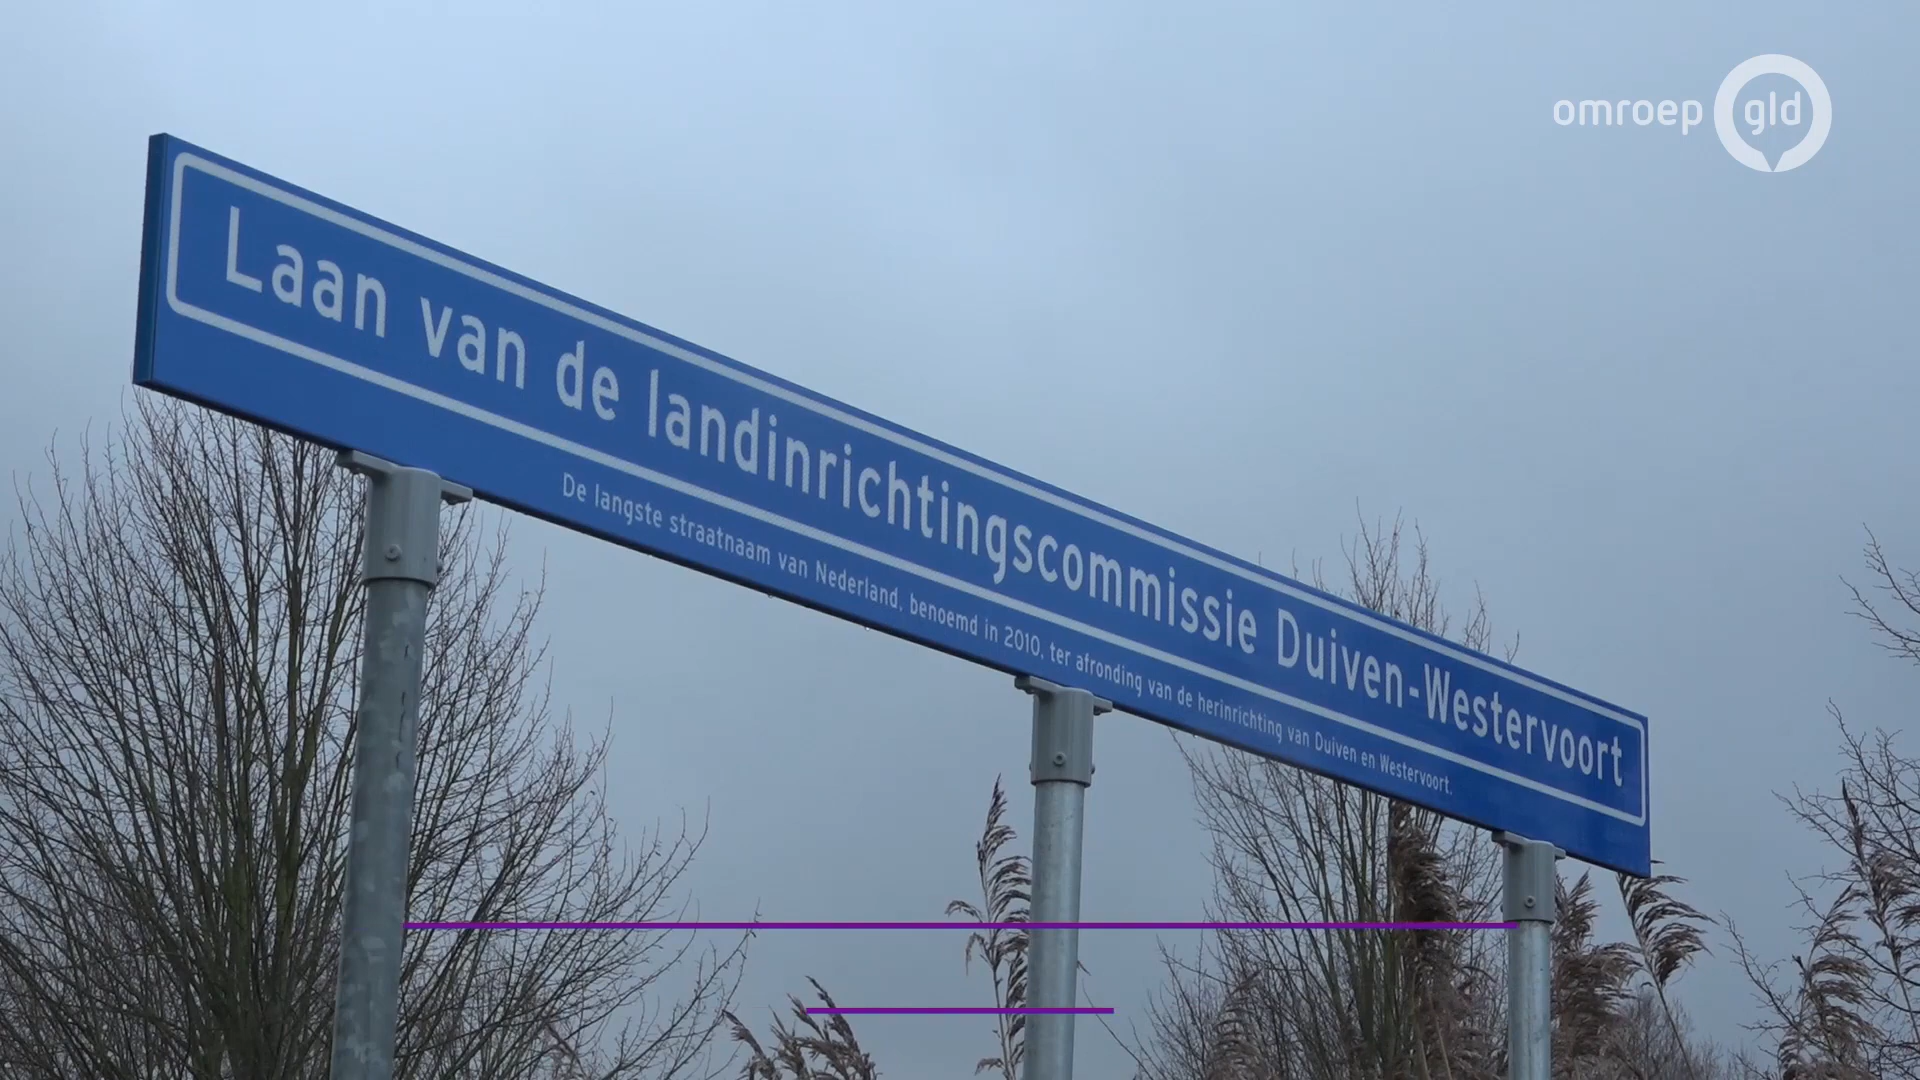 omroep gld
Laan van de landinrichtingscommissie Duiven-Westervoort
De langste straatnaam van Nederland, benoemd in 2010, ter afronding van de herinrichting van Duiven en Westervoort.